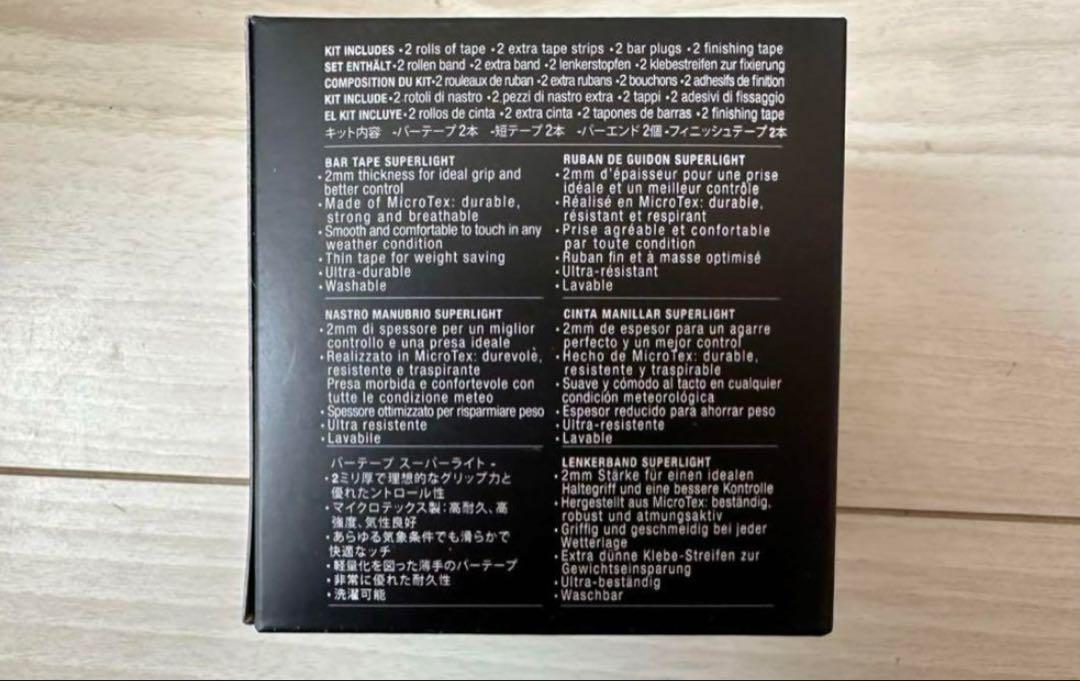 KIT INCLUDES •2 rolls of tape •2 extra tape strips •2 bar plugs •2 finishing tape
SET ENTHÄLT•2 rollen band •2 extra band •2 lenkerstopfen •2 klebestreifen zur fixierung
COMPOSITION DU KIT•2 rouleaux de ruban •2 extra rubans •2 bouchons •2 adhesifs de finition
KIT INCLUDE•2 rotoli di nastro •2 pezzi di nastro extra •2 tappi •2 adesivi di fissaggio
EL KIT INCLUYE•2 rollos de cinta •2 extra cinta •2 tapones de barras •2 finishing tape
キット内容 -バーテープ2本 -短テープ2本 -バーエンド2個-フィニッシュテープ2本
BAR TAPE SUPERLIGHT
•2mm thickness for ideal grip and
better control
•Made of MicroTex: durable,
strong and breathable
•Smooth and comfortable to touch in any
weather condition
•Thin tape for weight saving
•Ultra-durable
•Washable
RUBAN DE GUIDON SUPERLIGHT
•2mm d'épaisseur pour une prise
idéale et un meilleur contrôle
•Réalisé en MicroTex: durable,
résistant et respirant
•Prise agréable et confortable
par toute condition
•Ruban fin et à masse optimisé
•Ultra-résistant
•Lavable
NASTRO MANUBRIO SUPERLIGHT
•2mm di spessore per un miglior
controllo e una presa ideale
•Realizzato in MicroTex: durevole,
resistente e traspirante
Presa morbida e confortevole con
tutte le condizione meteo
•Spessore ottimizzato per risparmiare peso
•Ultra resistente
•Lavabile
CINTA MANILLAR SUPERLIGHT
•2mm de espesor para un agarre
perfecto y un mejor control
•Hecho de MicroTex: durable,
resistente y traspirable
•Suave y cómodo al tacto en cualquier
condición meteorológica
•Espesor reducido para ahorrar peso
•Ultra-resistente
•Lavable
バーテープ スーパーライト -
•2ミリ厚で理想的なグリップ力と
優れたントロール性
•マイクロテックス製：高耐久、高
強度、気性良好
•あらゆる気象条件でも滑らかで
快適なッチ
•軽量化を図った薄手のバーテープ
•非常に優れた耐久性
•洗濯可能
LENKERBAND SUPERLIGHT
•2mm Stärke für einen idealen
Haltegriff und eine bessere Kontrolle
•Hergestellt aus MicroTex: beständig,
robust und atmungsaktiv
•Griffig und geschmeidig bei jeder
Wetterlage
•Extra dünne Klebe-Streifen zur
Gewichtseinsparung
•Ultra-beständig
•Waschbar